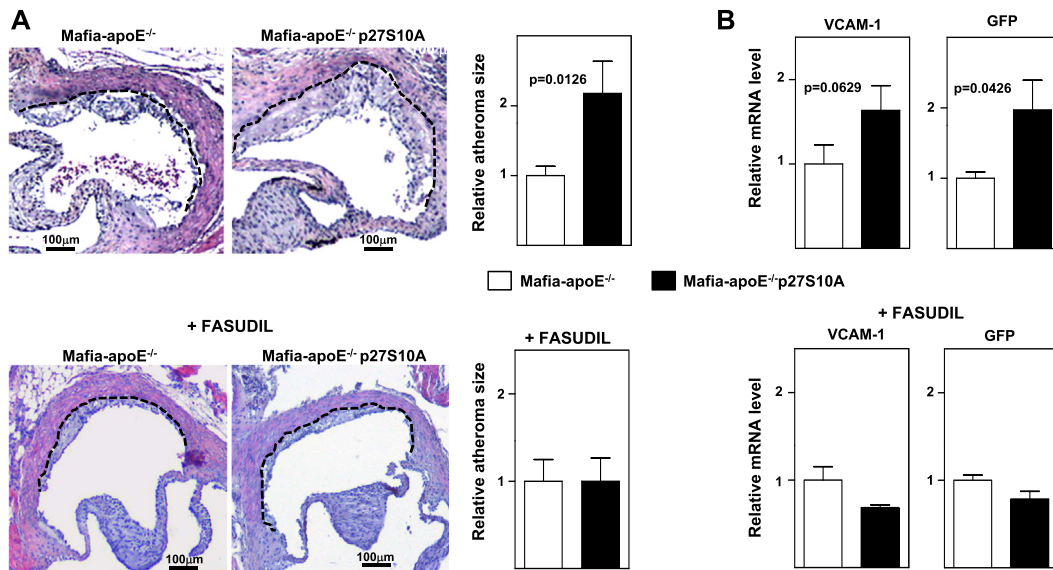 A
Mafia-apoE-/-
Mafia-apoE-/- p27S10A
100µm
100µm
Relative atheroma size
2
1
p=0.0126
B
VCAM-1
GFP
Relative mRNA level
2
1
p=0.0629
2
1
p=0.0426
Mafia-apoE-/-
Mafia-apoE-/-p27S10A
+ FASUDIL
Mafia-apoE-/-
Mafia-apoE-/- p27S10A
100µm
100µm
+ FASUDIL
Relative atheroma size
2
1
+ FASUDIL
VCAM-1
GFP
Relative mRNA level
2
1
2
1